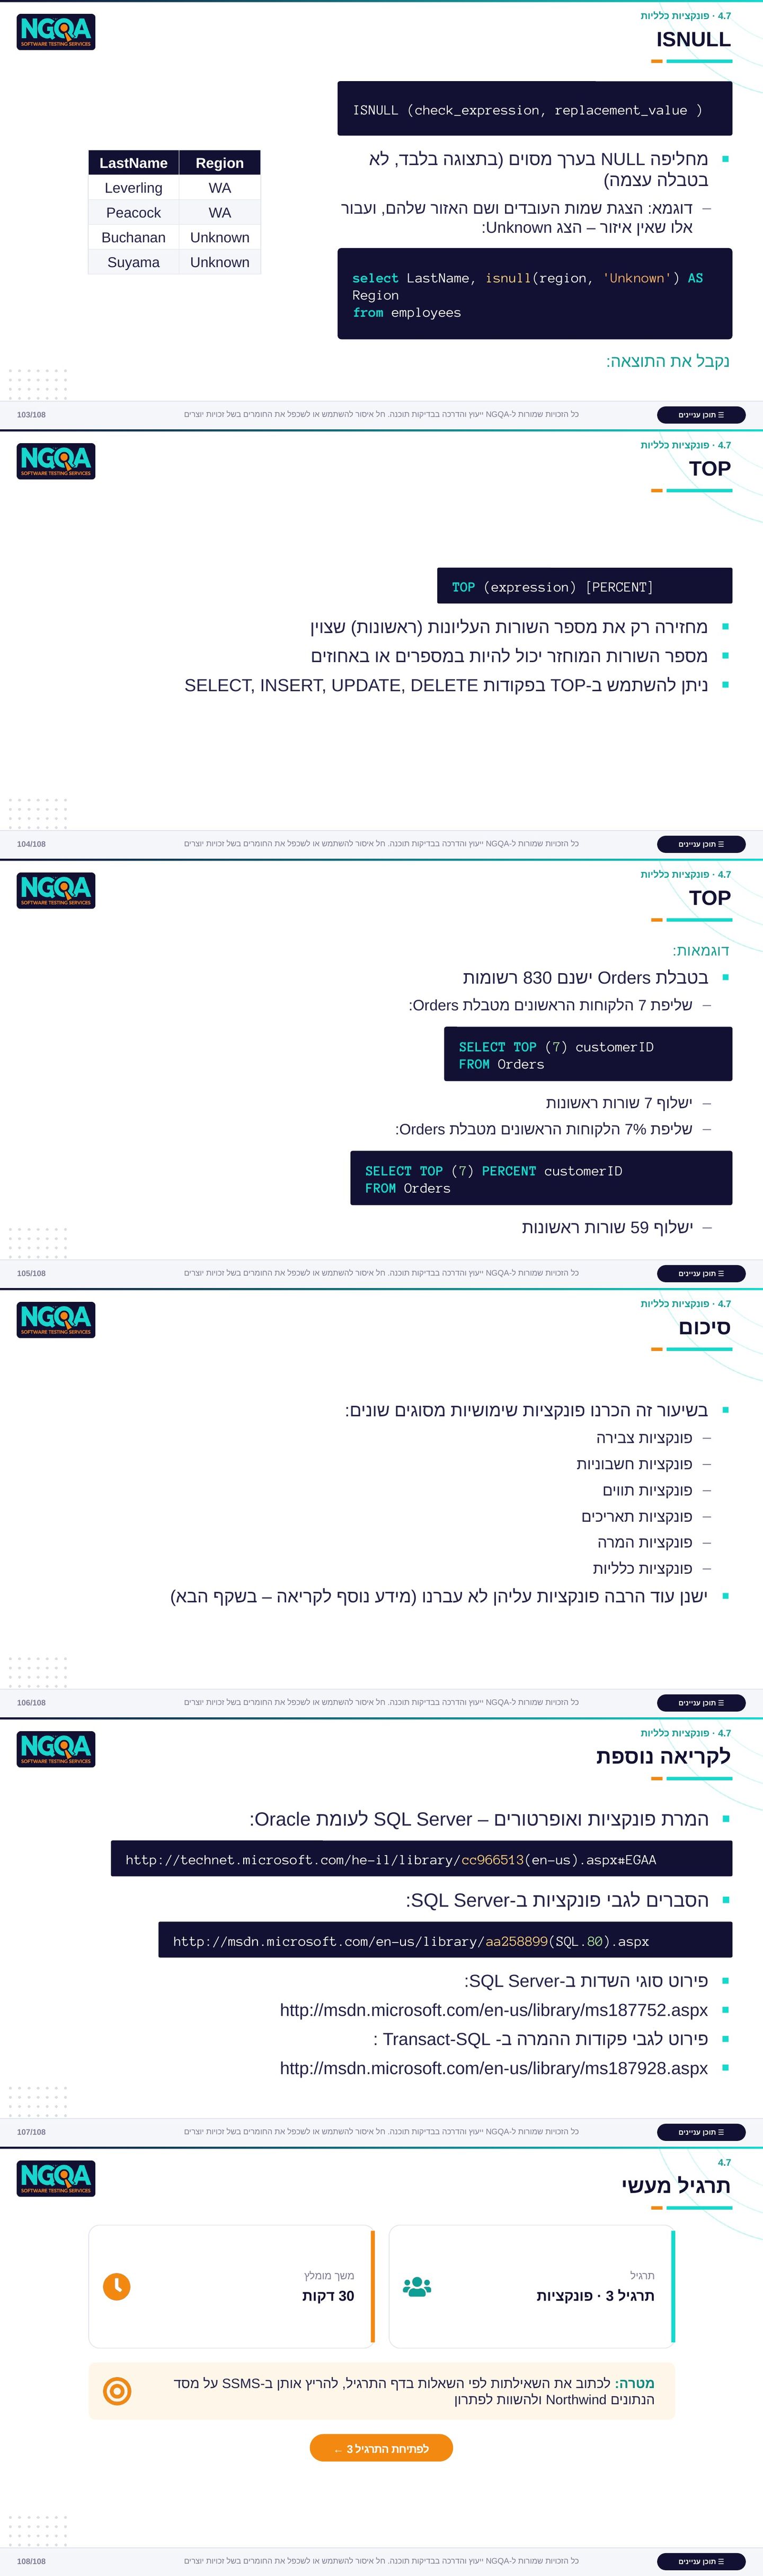 4.7 · פונקציות כלליות
NGQA
SOFTWARE TESTING SERVICES
ISNULL
ISNULL (check_expression, replacement_value )
מחליפה NULL בערך מסוים (בתצוגה בלבד, לא
בטבלה עצמה)
– דוגמא: הצגת שמות העובדים ושם האזור שלהם, ועבור
אלו שאין איזור – הצג Unknown:
select LastName, isnull(region, 'Unknown') AS
Region
from employees
נקבל את התוצאה:
LastName Region
Leverling WA
Peacock WA
Buchanan Unknown
Suyama Unknown
☰ תוכן עניינים
כל הזכויות שמורות ל-NGQA ייעוץ והדרכה בבדיקות תוכנה. חל איסור להשתמש או לשכפל את החומרים בשל זכויות יוצרים
103/108
4.7 · פונקציות כלליות
NGQA
SOFTWARE TESTING SERVICES
TOP
TOP (expression) [PERCENT]
מחזירה רק את מספר השורות העליונות (ראשונות) שצוין
מספר השורות המוחזר יכול להיות במספרים או באחוזים
ניתן להשתמש ב-TOP בפקודות SELECT, INSERT, UPDATE, DELETE
☰ תוכן עניינים
כל הזכויות שמורות ל-NGQA ייעוץ והדרכה בבדיקות תוכנה. חל איסור להשתמש או לשכפל את החומרים בשל זכויות יוצרים
104/108
4.7 · פונקציות כלליות
NGQA
SOFTWARE TESTING SERVICES
TOP
דוגמאות:
בטבלת Orders ישנם 830 רשומות
– שליפת 7 הלקוחות הראשונים מטבלת Orders:
SELECT TOP (7) customerID
FROM Orders
– ישלוף 7 שורות ראשונות
– שליפת 7% הלקוחות הראשונים מטבלת Orders:
SELECT TOP (7) PERCENT customerID
FROM Orders
– ישלוף 59 שורות ראשונות
☰ תוכן עניינים
כל הזכויות שמורות ל-NGQA ייעוץ והדרכה בבדיקות תוכנה. חל איסור להשתמש או לשכפל את החומרים בשל זכויות יוצרים
105/108
4.7 · פונקציות כלליות
NGQA
SOFTWARE TESTING SERVICES
סיכום
בשיעור זה הכרנו פונקציות שימושיות מסוגים שונים:
– פונקציות צבירה
– פונקציות חשבוניות
– פונקציות תווים
– פונקציות תאריכים
– פונקציות המרה
– פונקציות כלליות
ישנן עוד הרבה פונקציות עליהן לא עברנו (מידע נוסף לקריאה – בשקף הבא)
☰ תוכן עניינים
כל הזכויות שמורות ל-NGQA ייעוץ והדרכה בבדיקות תוכנה. חל איסור להשתמש או לשכפל את החומרים בשל זכויות יוצרים
106/108
4.7 · פונקציות כלליות
NGQA
SOFTWARE TESTING SERVICES
לקריאה נוספת
המרת פונקציות ואופרטורים – SQL Server לעומת Oracle:
http://technet.microsoft.com/he-il/library/cc966513(en-us).aspx#EGAA
הסברים לגבי פונקציות ב-SQL Server:
http://msdn.microsoft.com/en-us/library/aa258899(SQL.80).aspx
פירוט סוגי השדות ב-SQL Server:
http://msdn.microsoft.com/en-us/library/ms187752.aspx
פירוט לגבי פקודות ההמרה ב- Transact-SQL :
http://msdn.microsoft.com/en-us/library/ms187928.aspx
☰ תוכן עניינים
כל הזכויות שמורות ל-NGQA ייעוץ והדרכה בבדיקות תוכנה. חל איסור להשתמש או לשכפל את החומרים בשל זכויות יוצרים
107/108
4.7
NGQA
SOFTWARE TESTING SERVICES
תרגיל מעשי
תרגיל
תרגיל 3 · פונקציות
משך מומלץ
30 דקות
מטרה: לכתוב את השאילתות לפי השאלות בדף התרגיל, להריץ אותן ב-SSMS על מסד
הנתונים Northwind ולהשוות לפתרון
לפתיחת התרגיל 3 ←
☰ תוכן עניינים
כל הזכויות שמורות ל-NGQA ייעוץ והדרכה בבדיקות תוכנה. חל איסור להשתמש או לשכפל את החומרים בשל זכויות יוצרים
108/108